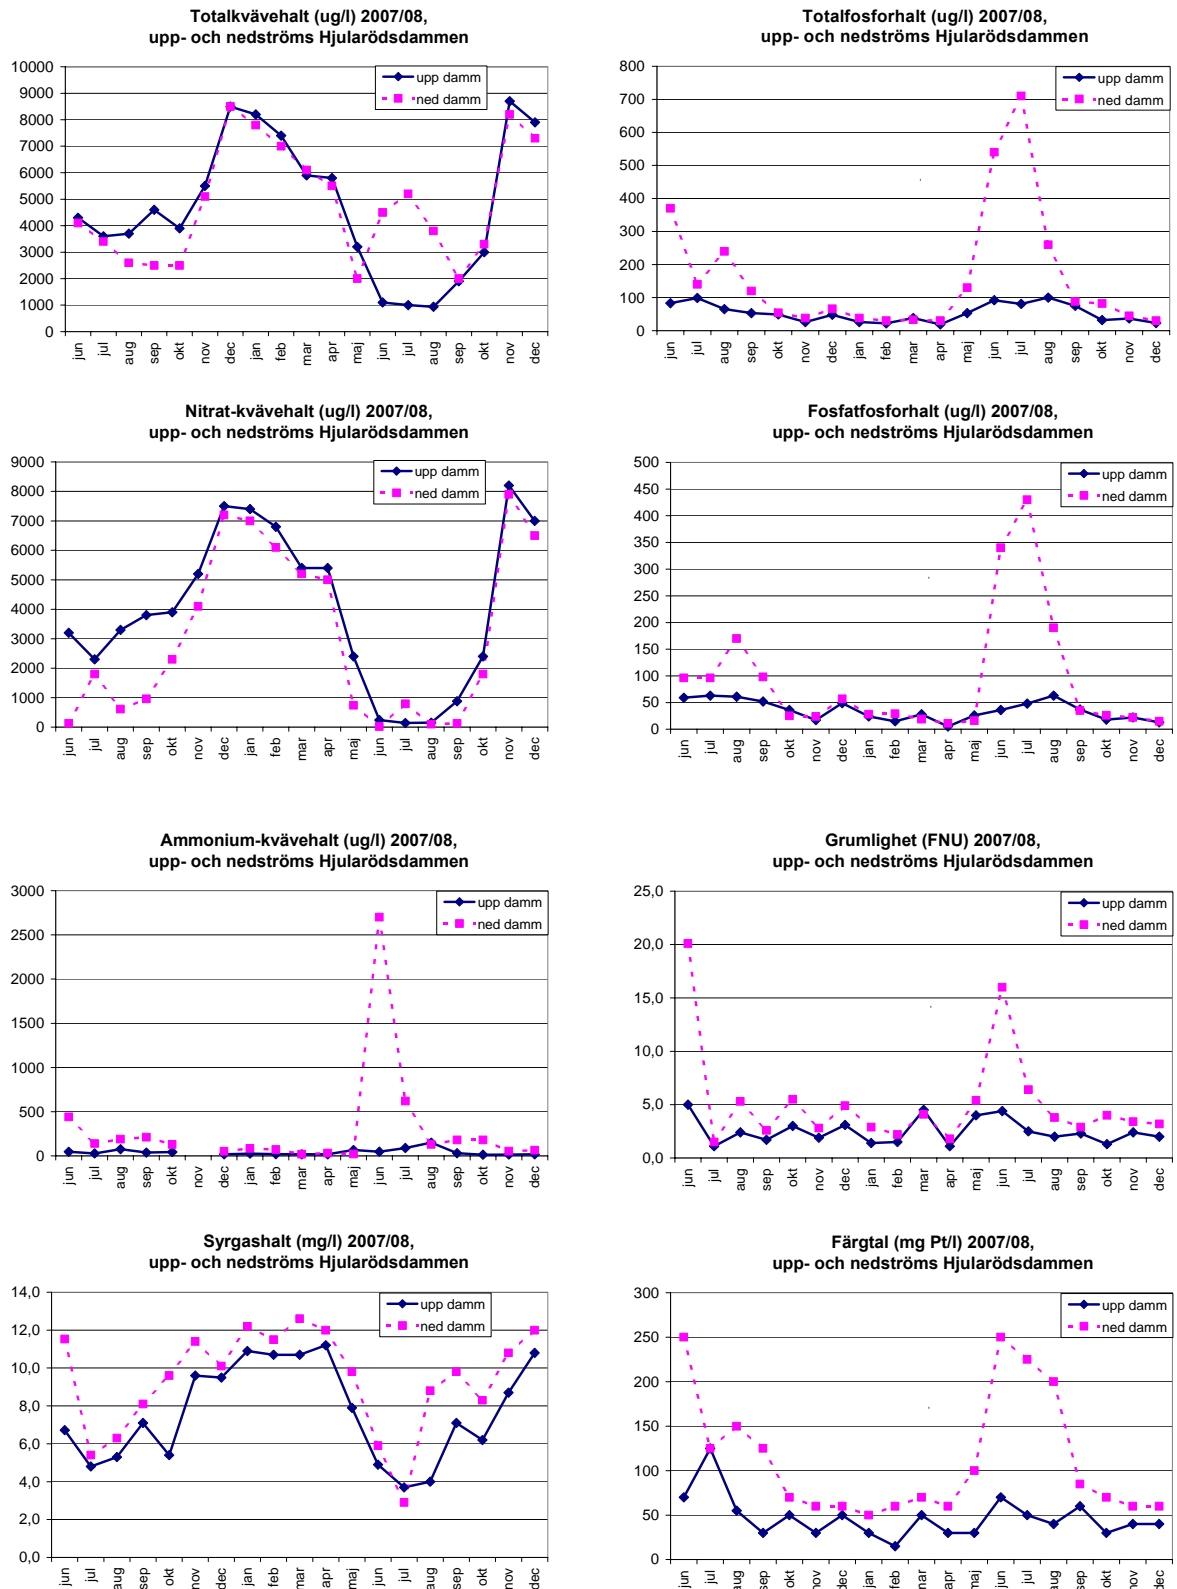 Totalkvävehalt (ug/l) 2007/08,
upp- och nedströms Hjularödsdammen
10000
9000
8000
7000
6000
5000
4000
3000
2000
1000
0
upp damm
ned damm
jun jul aug sep okt nov dec jan feb mar apr maj jun jul aug sep okt nov dec
Totalfosforhalt (ug/l) 2007/08,
upp- och nedströms Hjularödsdammen
800
700
600
500
400
300
200
100
0
upp damm
ned damm
jun jul aug sep okt nov dec jan feb mar apr maj jun jul aug sep okt nov dec
Nitrat-kvävehalt (ug/l) 2007/08,
upp- och nedströms Hjularödsdammen
9000
8000
7000
6000
5000
4000
3000
2000
1000
0
upp damm
ned damm
jun jul aug sep okt nov dec jan feb mar apr maj jun jul aug sep okt nov dec
Fosfatfosforhalt (ug/l) 2007/08,
upp- och nedströms Hjularödsdammen
500
450
400
350
300
250
200
150
100
50
0
upp damm
ned damm
jun jul aug sep okt nov dec jan feb mar apr maj jun jul aug sep okt nov dec
Ammonium-kvävehalt (ug/l) 2007/08,
upp- och nedströms Hjularödsdammen
3000
2500
2000
1500
1000
500
0
upp damm
ned damm
jun jul aug sep okt nov dec jan feb mar apr maj jun jul aug sep okt nov dec
Grumlighet (FNU) 2007/08,
upp- och nedströms Hjularödsdammen
25,0
20,0
15,0
10,0
5,0
0,0
upp damm
ned damm
jun jul aug sep okt nov dec jan feb mar apr maj jun jul aug sep okt nov dec
Syrgashalt (mg/l) 2007/08,
upp- och nedströms Hjularödsdammen
14,0
12,0
10,0
8,0
6,0
4,0
2,0
0,0
upp damm
ned damm
jun jul aug sep okt nov dec jan feb mar apr maj jun jul aug sep okt nov dec
Färgtal (mg Pt/l) 2007/08,
upp- och nedströms Hjularödsdammen
300
250
200
150
100
50
0
upp damm
ned damm
jun jul aug sep okt nov dec jan feb mar apr maj jun jul aug sep okt nov dec